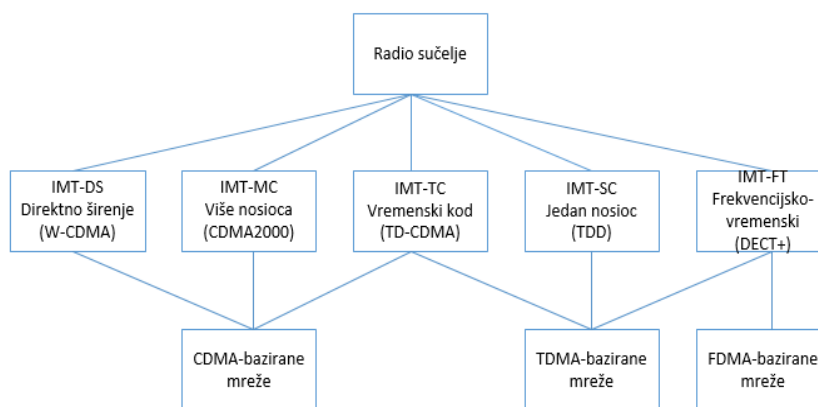 Radio sučelje
IMT-DS
Direktno širenje
(W-CDMA)
IMT-MC
Više nosioca
(CDMA2000)
IMT-TC
Vremenski kod
(TD-CDMA)
IMT-SC
Jedan nosioc
(TDD)
IMT-FT
Frekvencijsko-
vremenski
(DECT+)
CDMA-bazirane
mreže
TDMA-bazirane
mreže
FDMA-bazirane
mreže